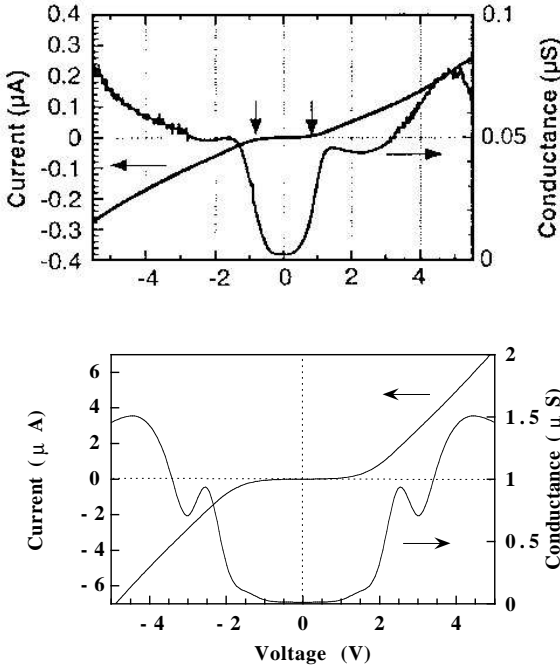 0.4 0.1
0.3
0.2
0.1
0 0.05
-0.1
-0.2
-0.3
-0.4 0
-4 -2 0 2 4
Current (µA)
Conductance (µS)
6 2
4 1.5
2
0 1
- 2
- 4 0.5
- 6 0
- 4 - 2 0 2 4
Current ( µ A)
Conductance ( µ S)
Voltage (V)